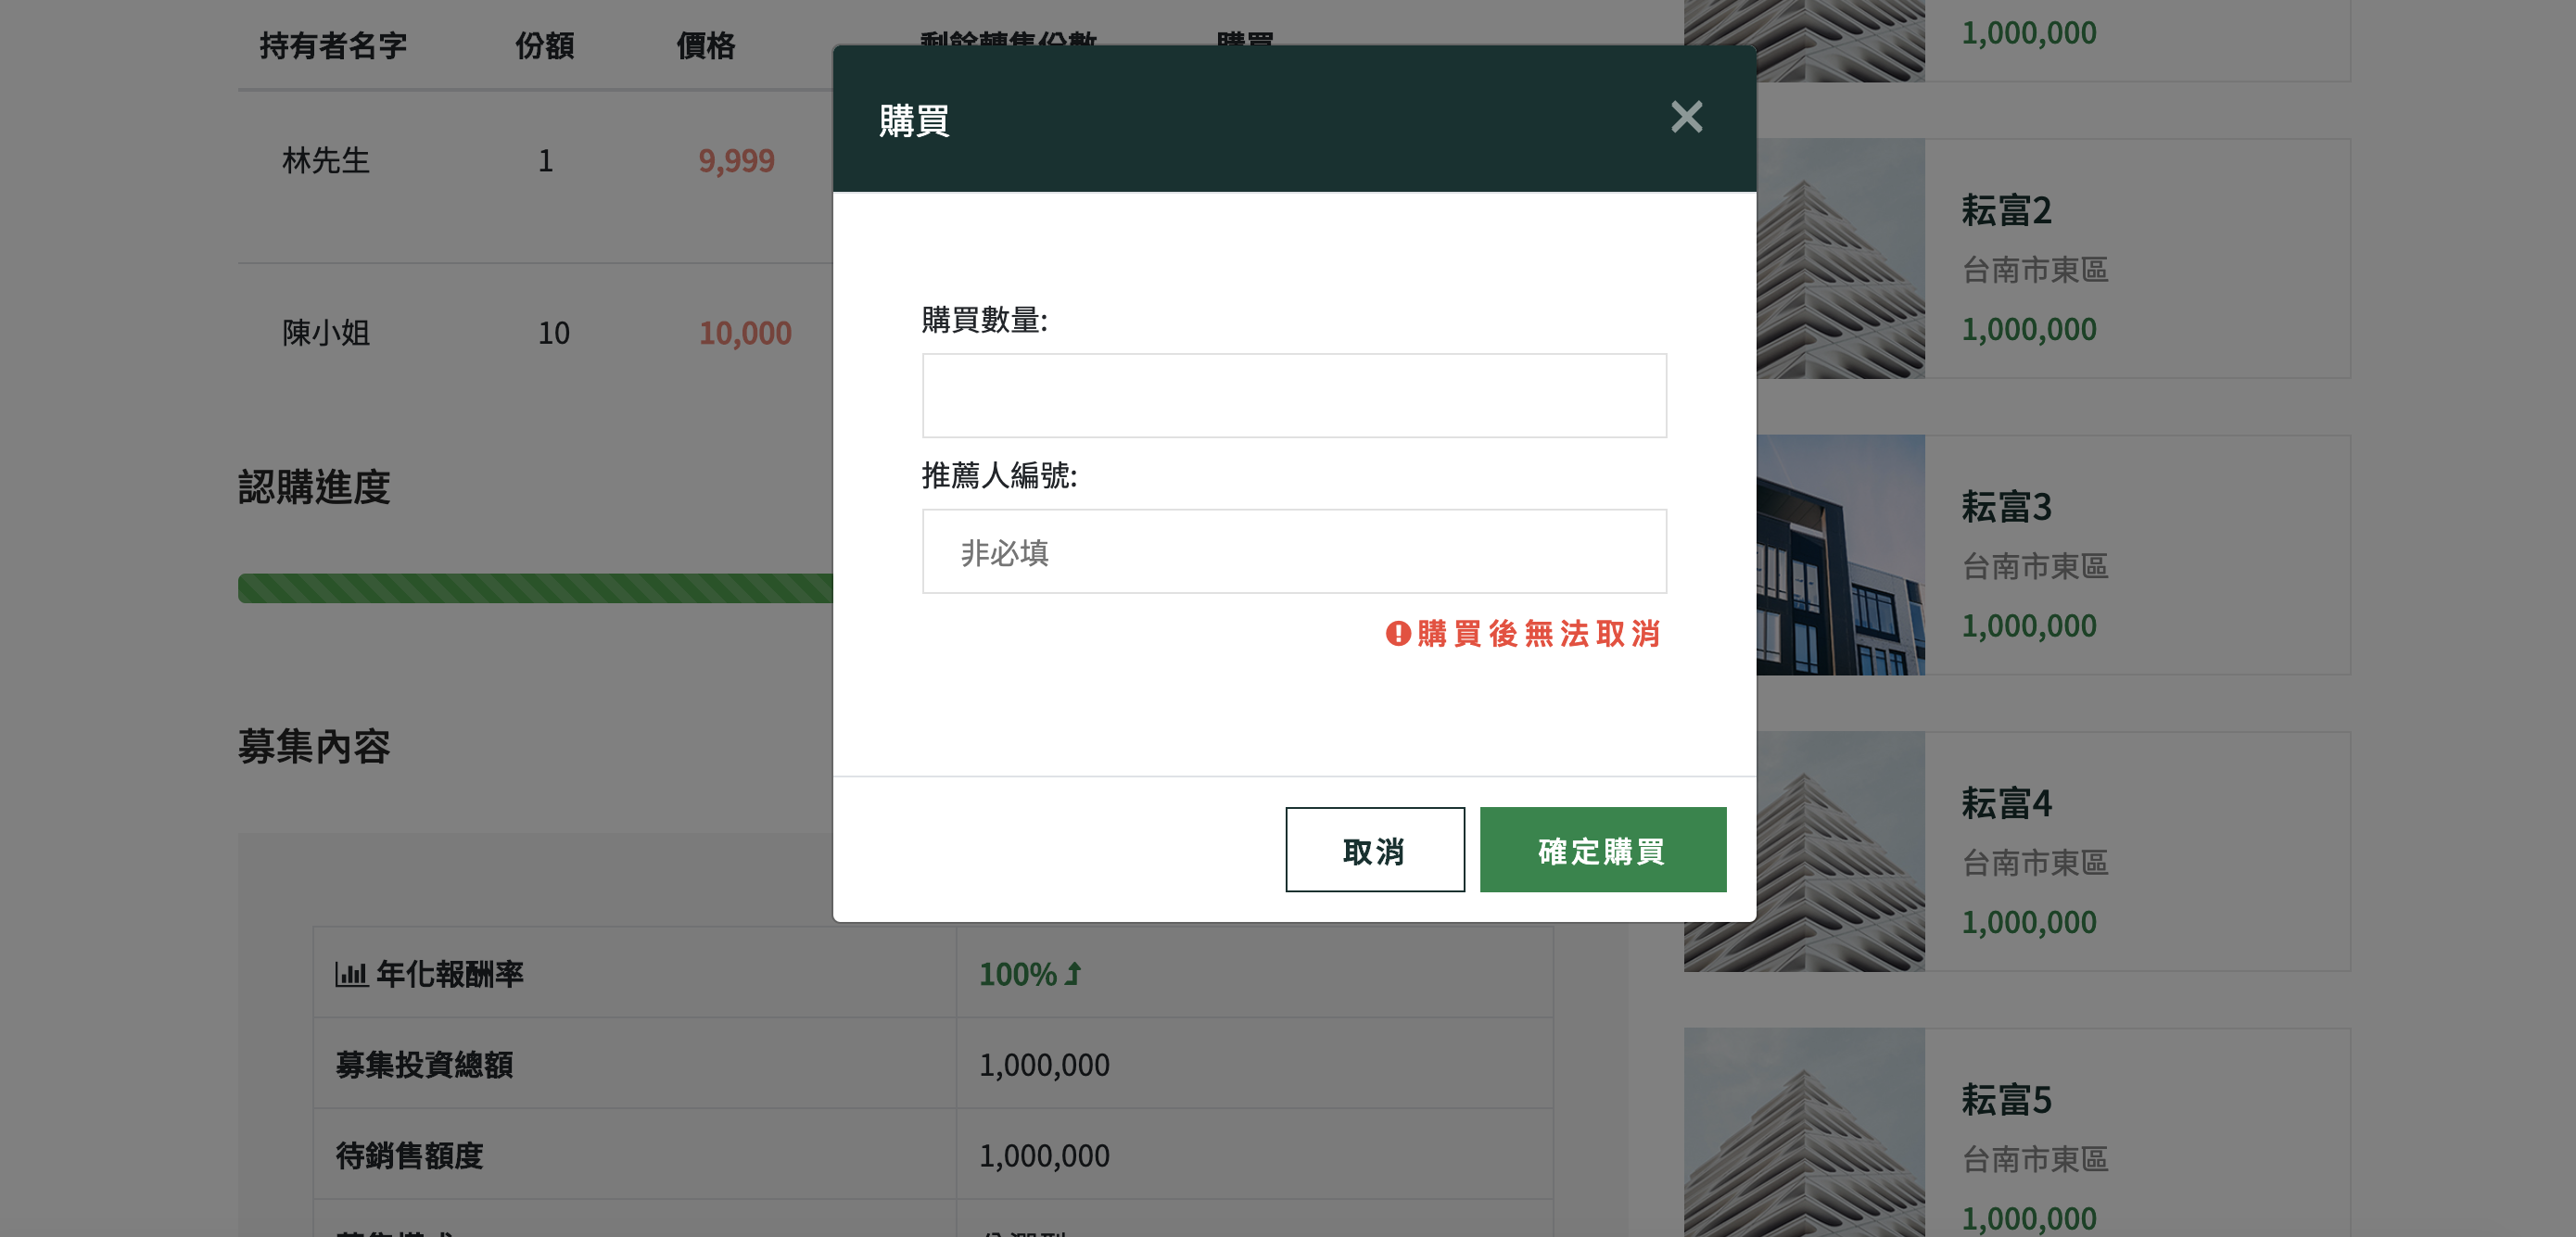 持有者名字 份額 價格 剩餘轉售份數 購買
林先生 1 9,999
陳小姐 10 10,000
認購進度
募集內容
年化報酬率 100%
募集投資總額 1,000,000
待銷售額度 1,000,000
購買
購買數量:
推薦人編號:
非必填
購買後無法取消
取消 確定購買
1,000,000
耘富2
台南市東區
1,000,000
耘富3
台南市東區
1,000,000
耘富4
台南市東區
1,000,000
耘富5
台南市東區
1,000,000